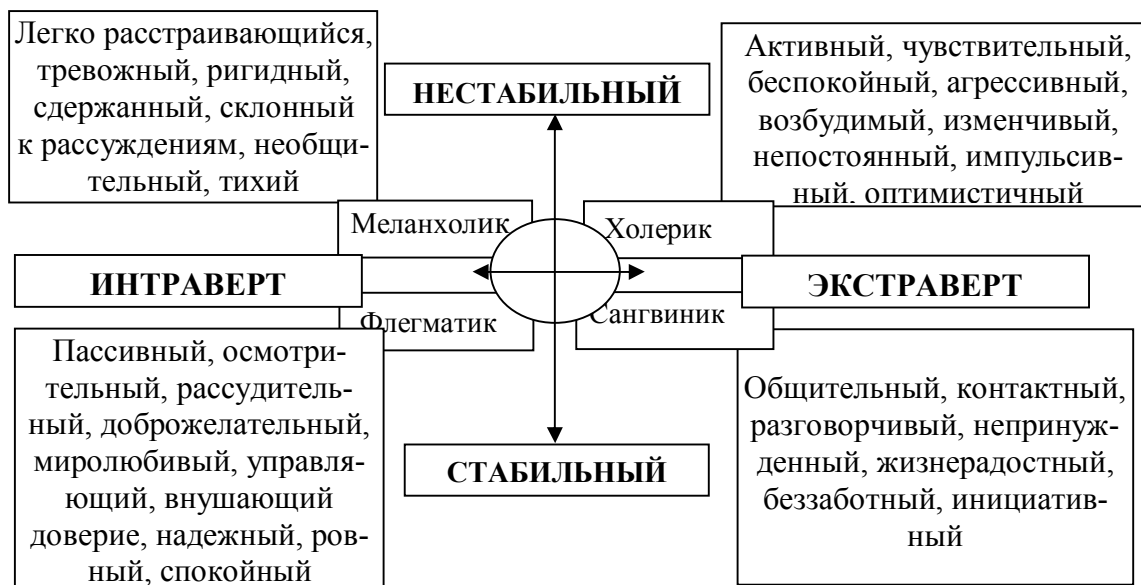 Легко расстраивающийся,
тревожный, ригидный,
сдержанный, склонный
к рассуждениям, необщи-
тельный, тихий
НЕСТАБИЛЬНЫЙ
Активный, чувствительный,
беспокойный, агрессивный,
возбудимый, изменчивый,
непостоянный, импульсив-
ный, оптимистичный
Меланхолик
Холерик
ИНТРАВЕРТ
ЭКСТРАВЕРТ
Флегматик
Сангвиник
Пассивный, осмотри-
тельный, рассудитель-
ный, доброжелательный,
миролюбивый, управля-
ющий, внушающий
доверие, надежный, ров-
ный, спокойный
СТАБИЛЬНЫЙ
Общительный, контактный,
разговорчивый, непринуж-
денный, жизнерадостный,
беззаботный, инициатив-
ный